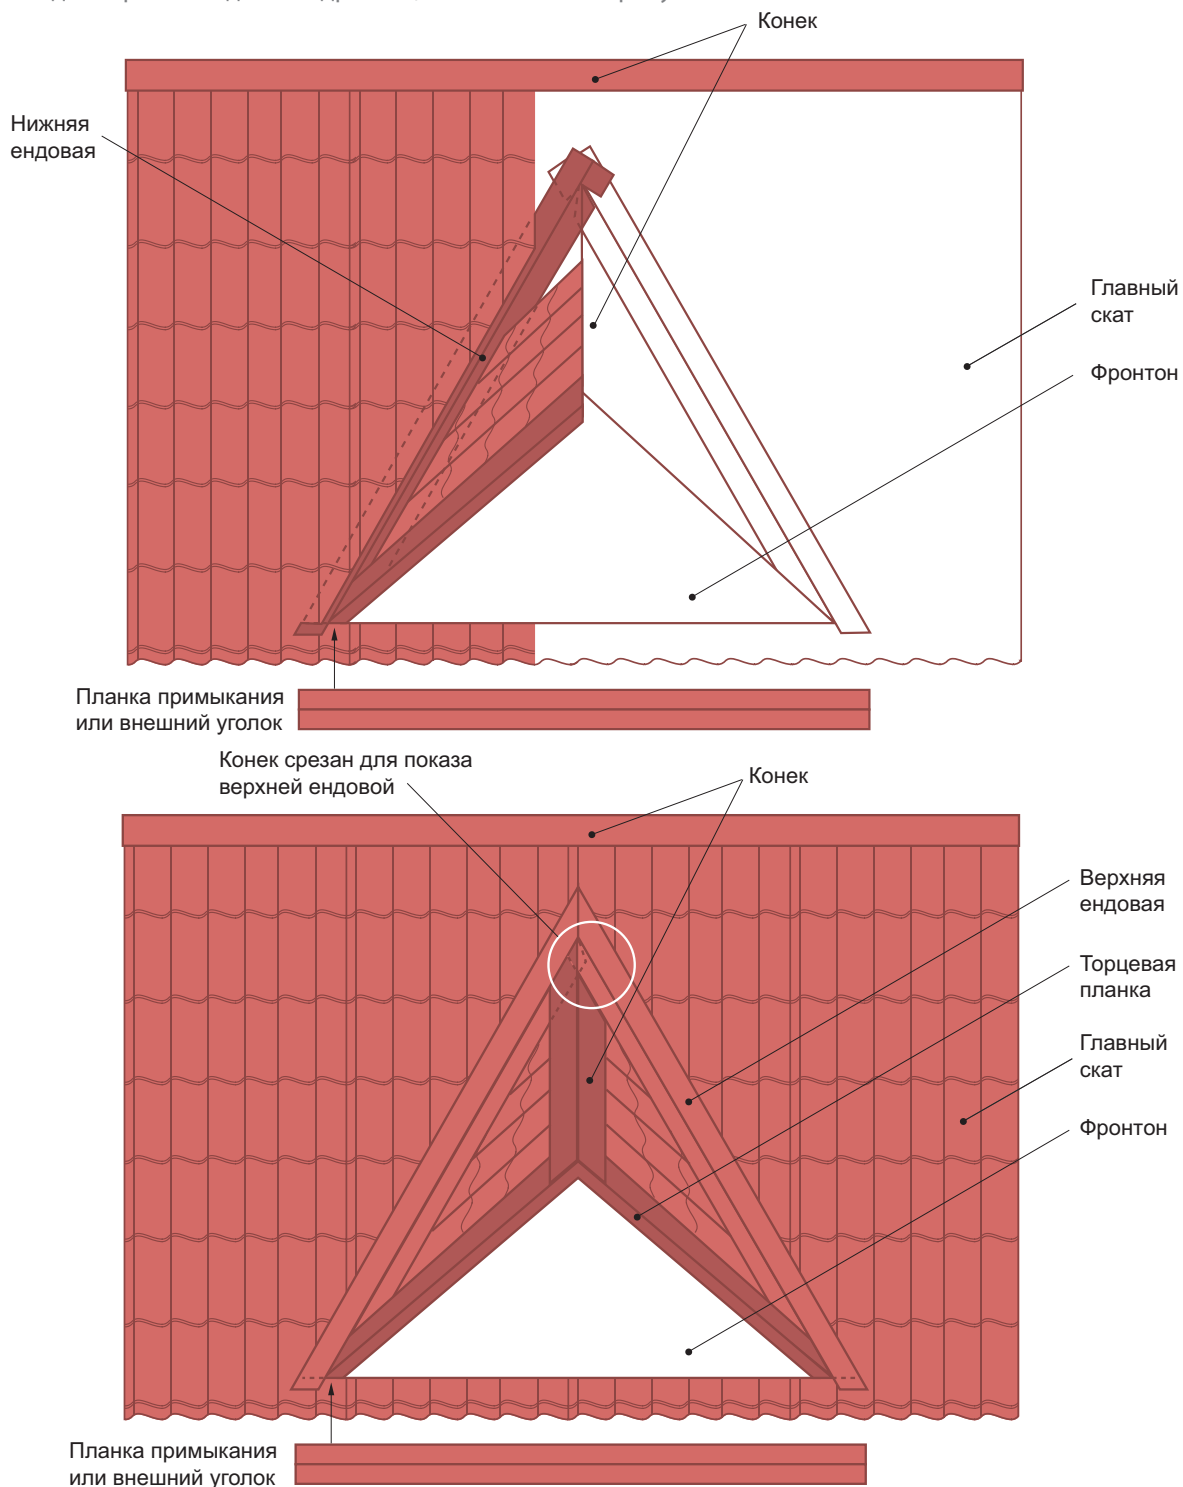 Конек
Нижняя
ендовая
Главный
скат
Фронтон
Планка примыкания
или внешний уголок
Конек срезан для показа
верхней ендовой
Конек
Верхняя
ендовая
Торцевая
планка
Главный
скат
Фронтон
Планка примыкания
или внешний уголок